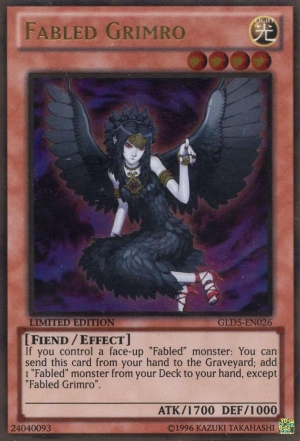 FABLED GRIMRO
光
LIMITED EDITION
GLD5-EN026
[FIEND / EFFECT]
If you control a face-up "Fabled" monster: You can
send this card from your hand to the Graveyard; add
1 "Fabled" monster from your Deck to your hand, except
"Fabled Grimro".
ATK/1700 DEF/1000
24040093
©1996 KAZUKI TAKAHASHI